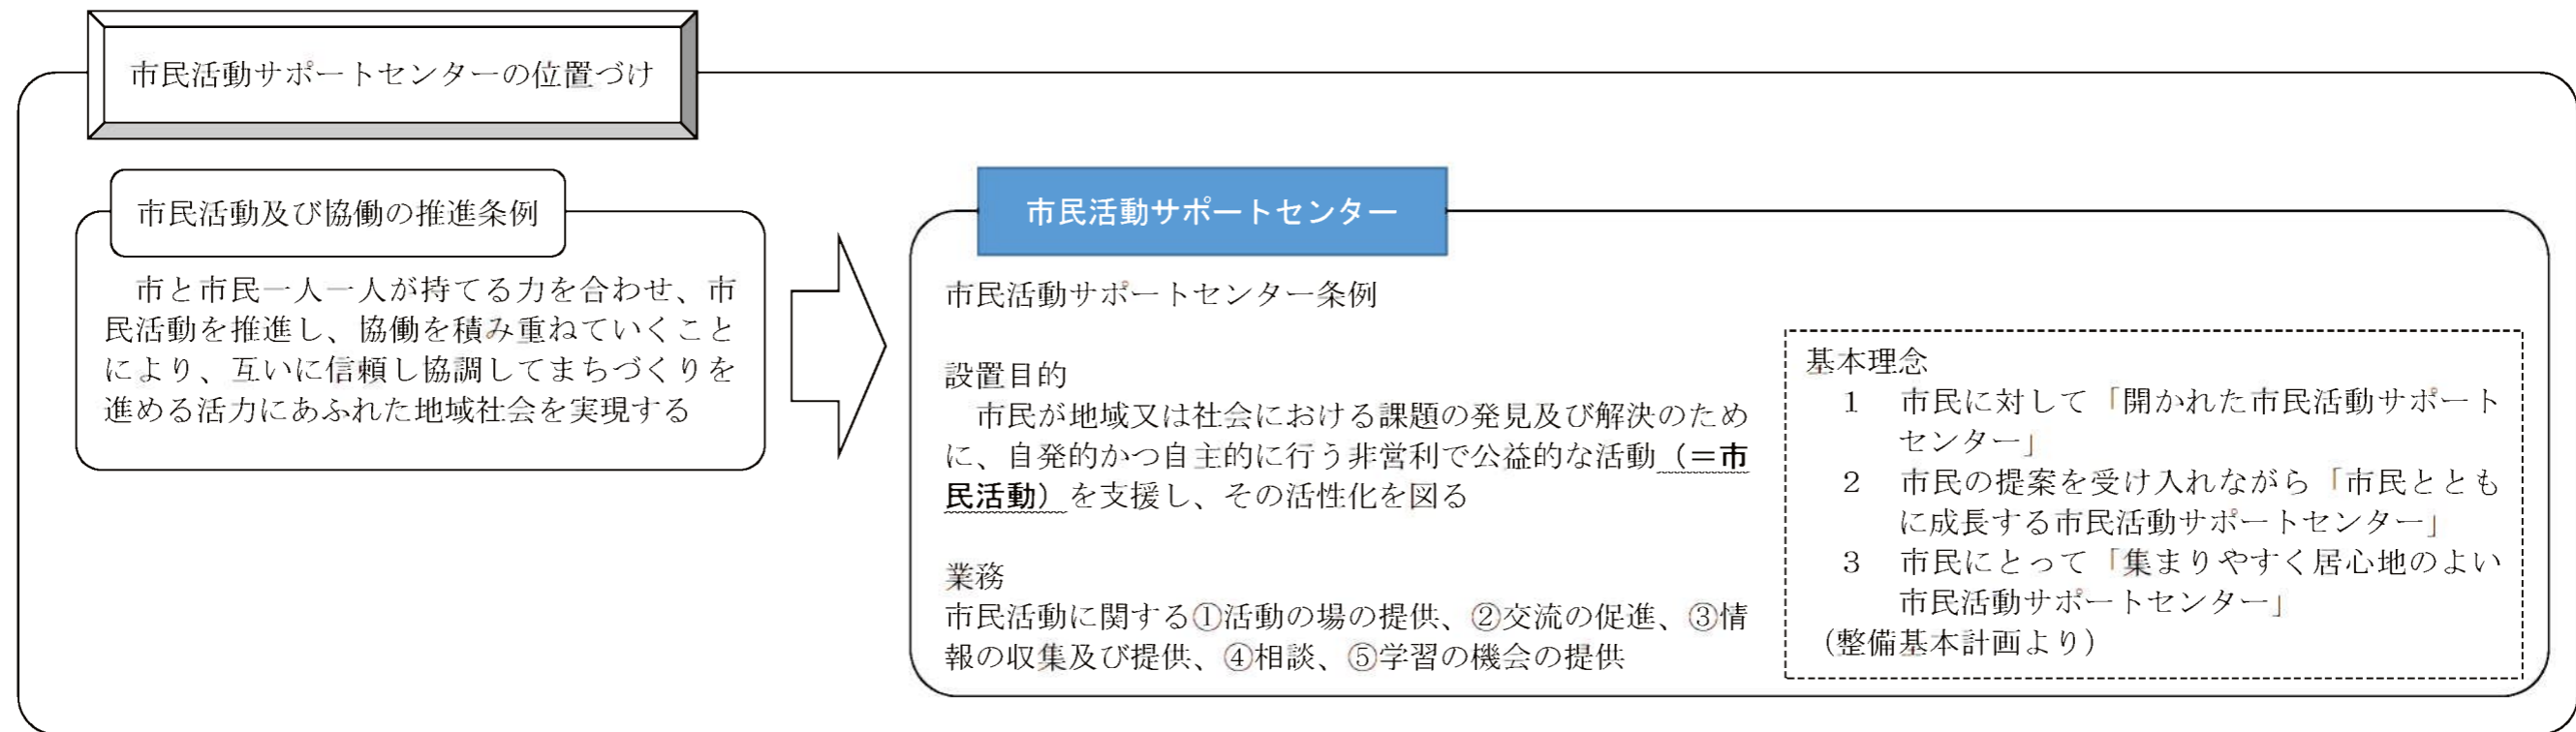 市民活動サポートセンターの位置づけ
市民活動及び協働の推進条例
市と市民一人一人が持てる力を合わせ、市
民活動を推進し、協働を積み重ねていくこと
により、互いに信頼し協調してまちづくりを
進める活力にあふれた地域社会を実現する
市民活動サポートセンター
市民活動サポートセンター条例
設置目的
市民が地域又は社会における課題の発見及び解決のため
に、自発的かつ自主的に行う非営利で公益的な活動（＝市
民活動）を支援し、その活性化を図る
業務
市民活動に関する①活動の場の提供、②交流の促進、③情
報の収集及び提供、④相談、⑤学習の機会の提供
基本理念
１　市民に対して「開かれた市民活動サポート
センター」
２　市民の提案を受け入れながら「市民ととも
に成長する市民活動サポートセンター」
３　市民にとって「集まりやすく居心地のよい
市民活動サポートセンター」
（整備基本計画より）